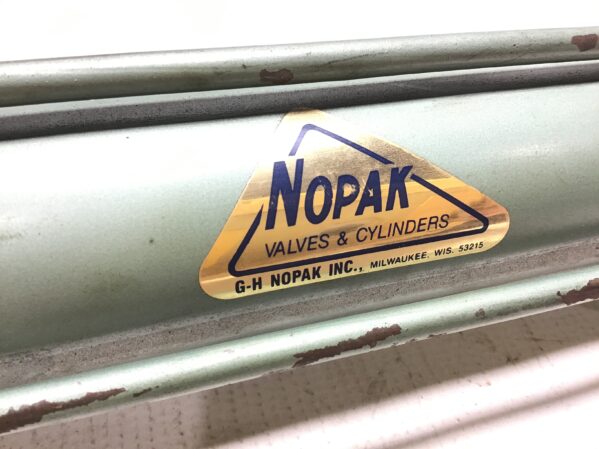 NOPAK
VALVES & CYLINDERS
G-H NOPAK INC., MILWAUKEE, WIS. 53215